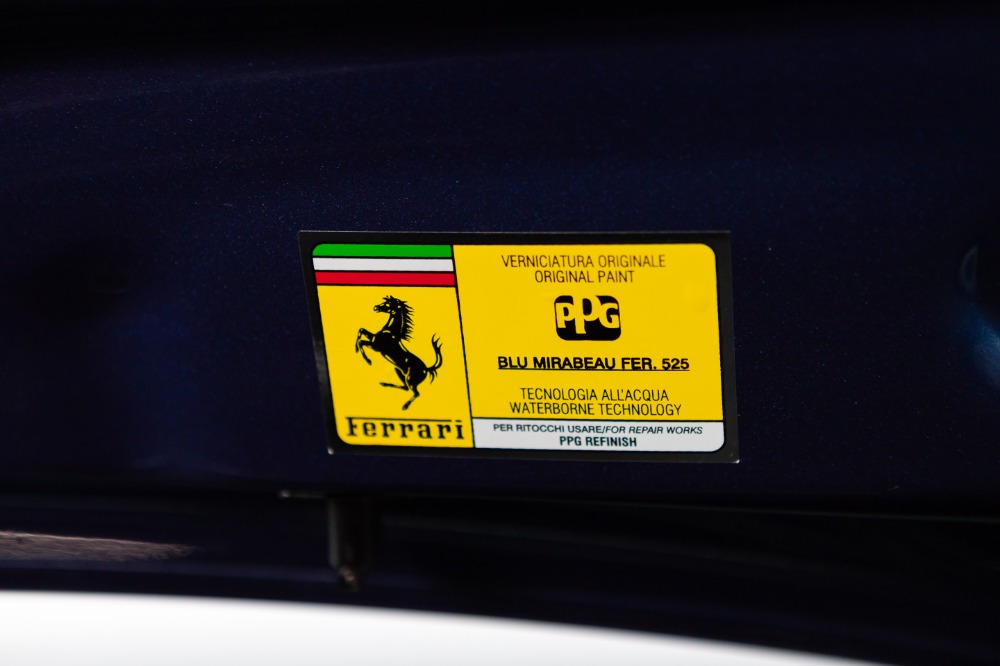 VERNICIATURA ORIGINALE
ORIGINAL PAINT
PPG
BLU MIRABEAU FER. 525
TECNOLOGIA ALL'ACQUA
WATERBORNE TECHNOLOGY
Ferrari
PER RITOCCHI USARE/FOR REPAIR WORKS
PPG REFINISH